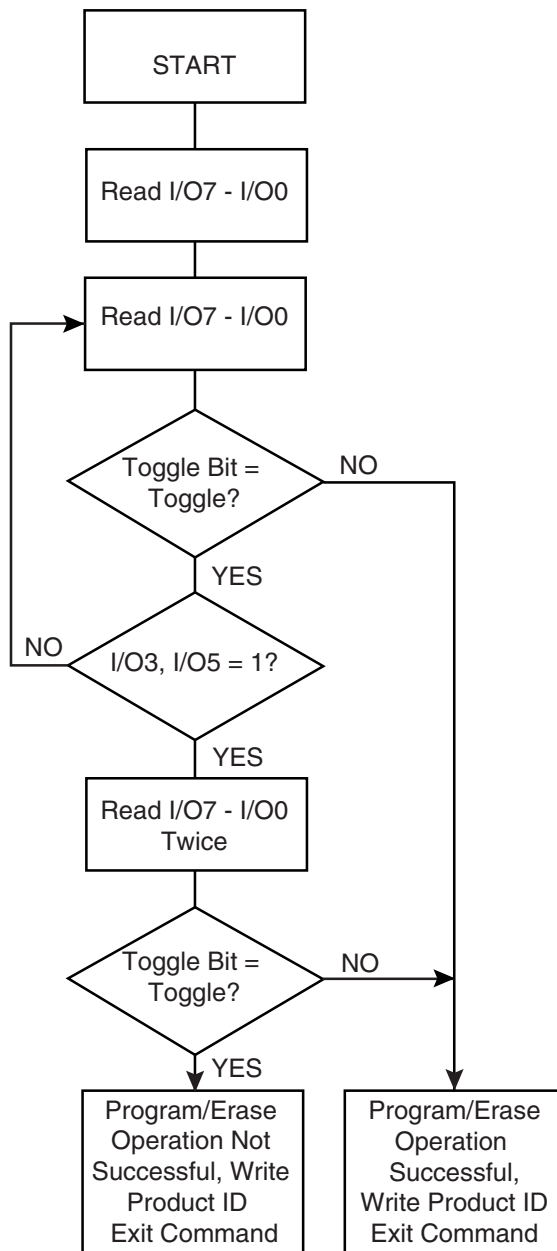 START
Read I/O7 - I/O0
Read I/O7 - I/O0
Toggle Bit =
Toggle?
NO
YES
NO
I/O3, I/O5 = 1?
YES
Read I/O7 - I/O0
Twice
Toggle Bit =
Toggle?
NO
YES
Program/Erase
Operation Not
Successful, Write
Product ID
Exit Command
Program/Erase
Operation
Successful,
Write Product ID
Exit Command